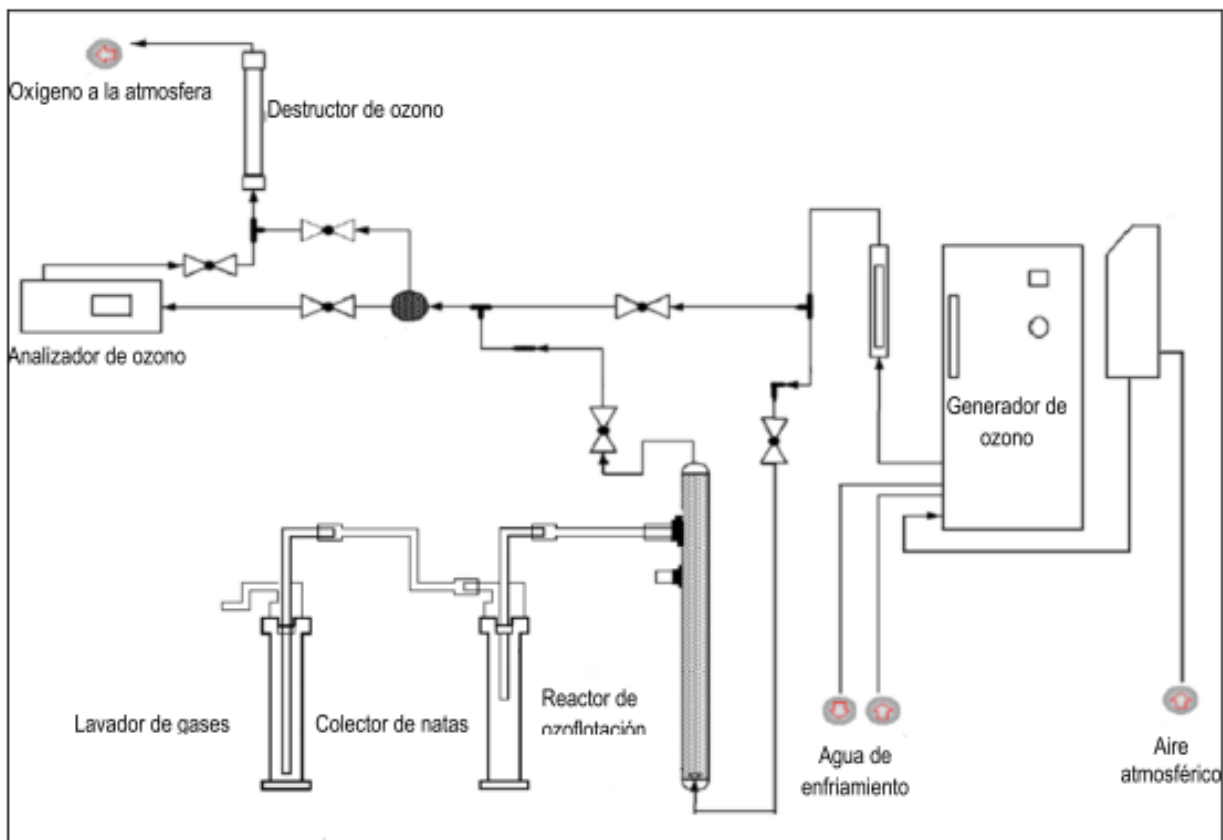 Oxigeno a la atmosfera
Destructor de ozono
Analizador de ozono
Generador de
ozono
Lavador de gases
Colector de natas
Reactor de
ozoflotación
Agua de
enfriamiento
Aire
atmosférico